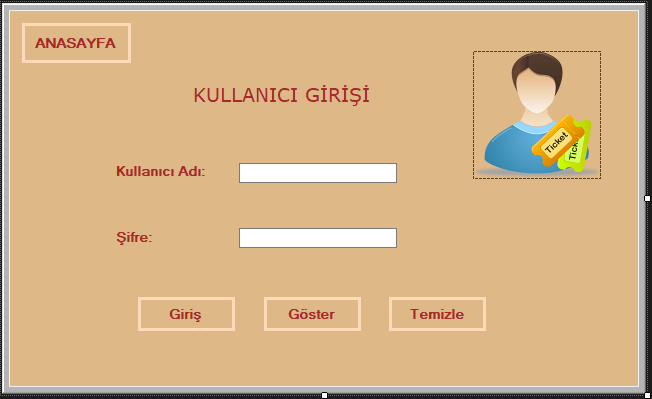 ANASAYFA
KULLANICI GİRİŞİ
Ticket
Ticket
Kullanıcı Adı:
Şifre:
Giriş Göster Temizle